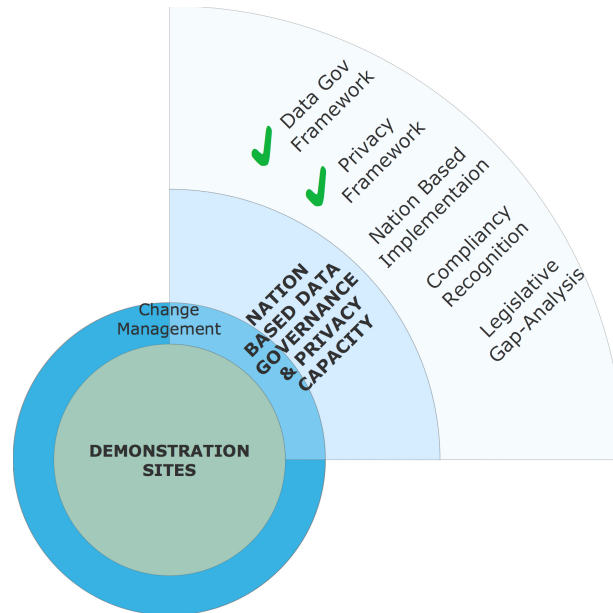 Data Gov
Framework
Privacy
Framework
Nation Based
Implementaion
Compliancy
Recognition
Legislative
Gap-Analysis
NATION
BASED DATA
GOVERNANCE
& PRIVACY
CAPACITY
Change
Management
DEMONSTRATION
SITES